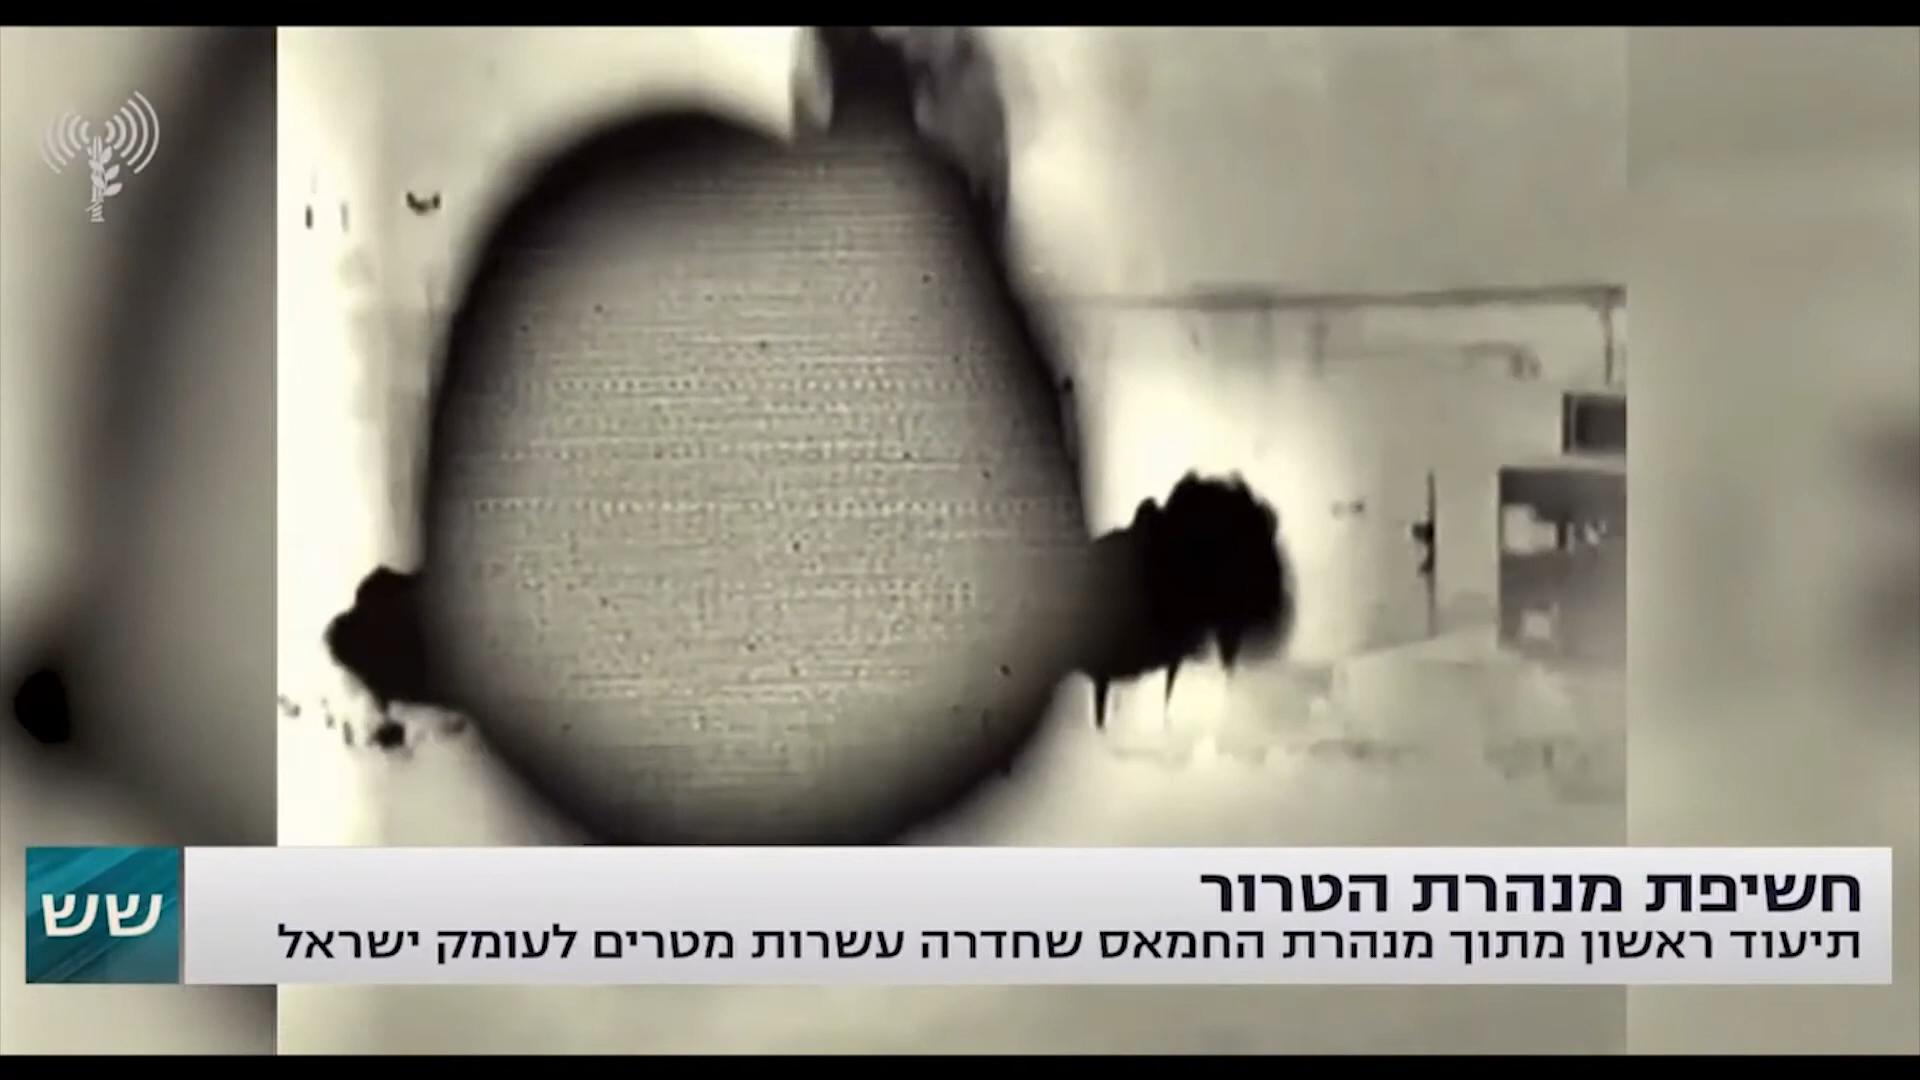 חשיפת מנהרת הטרור
תיעוד ראשון מתוך מנהרת החמאס שחדרה עשרות מטרים לעומק ישראל
שש